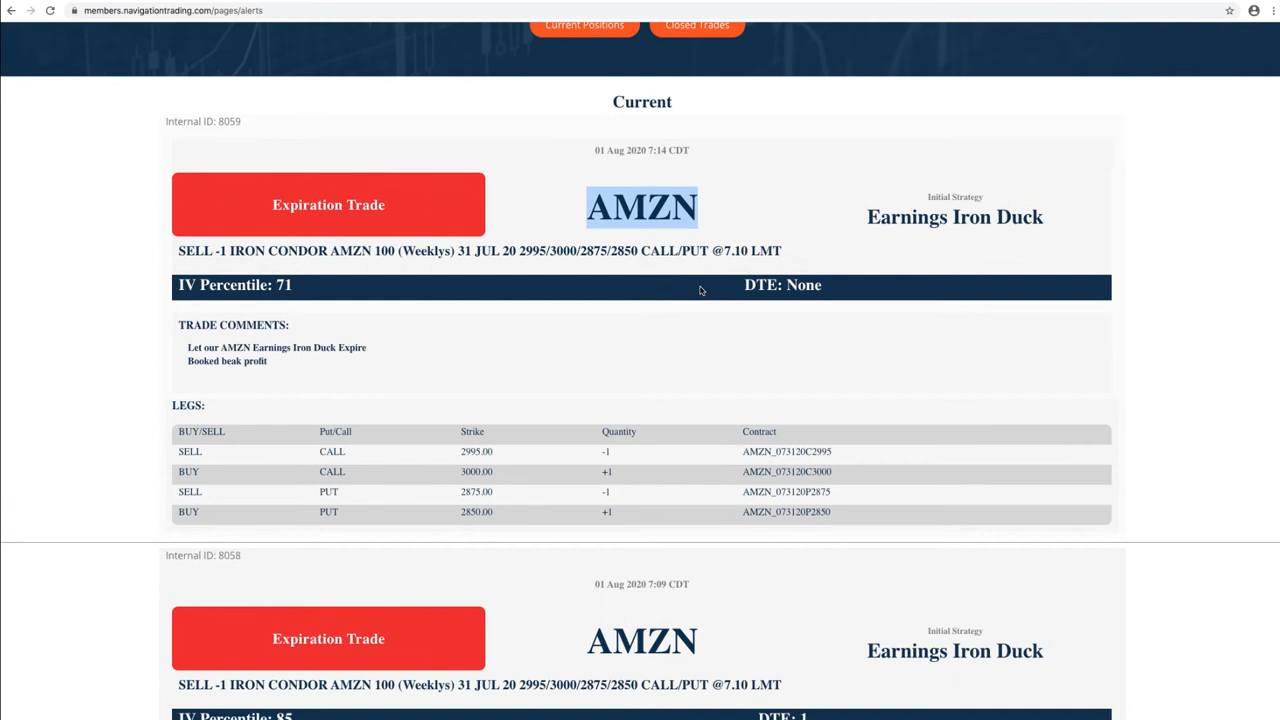 members.navigationtrading.com/pages/alerts
Current Positions
Closed Trades
Current
Internal ID: 8059
01 Aug 2020 7:14 CDT
Expiration Trade
AMZN
Initial Strategy
Earnings Iron Duck
SELL -1 IRON CONDOR AMZN 100 (Weeklys) 31 JUL 20 2995/3000/2875/2850 CALL/PUT @7.10 LMT
IV Percentile: 71
DTE: None
TRADE COMMENTS:
Let our AMZN Earnings Iron Duck Expire
Booked beak profit
LEGS:
BUY/SELL Put/Call Strike Quantity Contract
SELL CALL 2995.00 -1 AMZN_073120C2995
BUY CALL 3000.00 +1 AMZN_073120C3000
SELL PUT 2875.00 -1 AMZN_073120P2875
BUY PUT 2850.00 +1 AMZN_073120P2850
Internal ID: 8058
01 Aug 2020 7:09 CDT
Expiration Trade
AMZN
Initial Strategy
Earnings Iron Duck
SELL -1 IRON CONDOR AMZN 100 (Weeklys) 31 JUL 20 2995/3000/2875/2850 CALL/PUT @7.10 LMT
IV Percentile: 85
DTE: 1